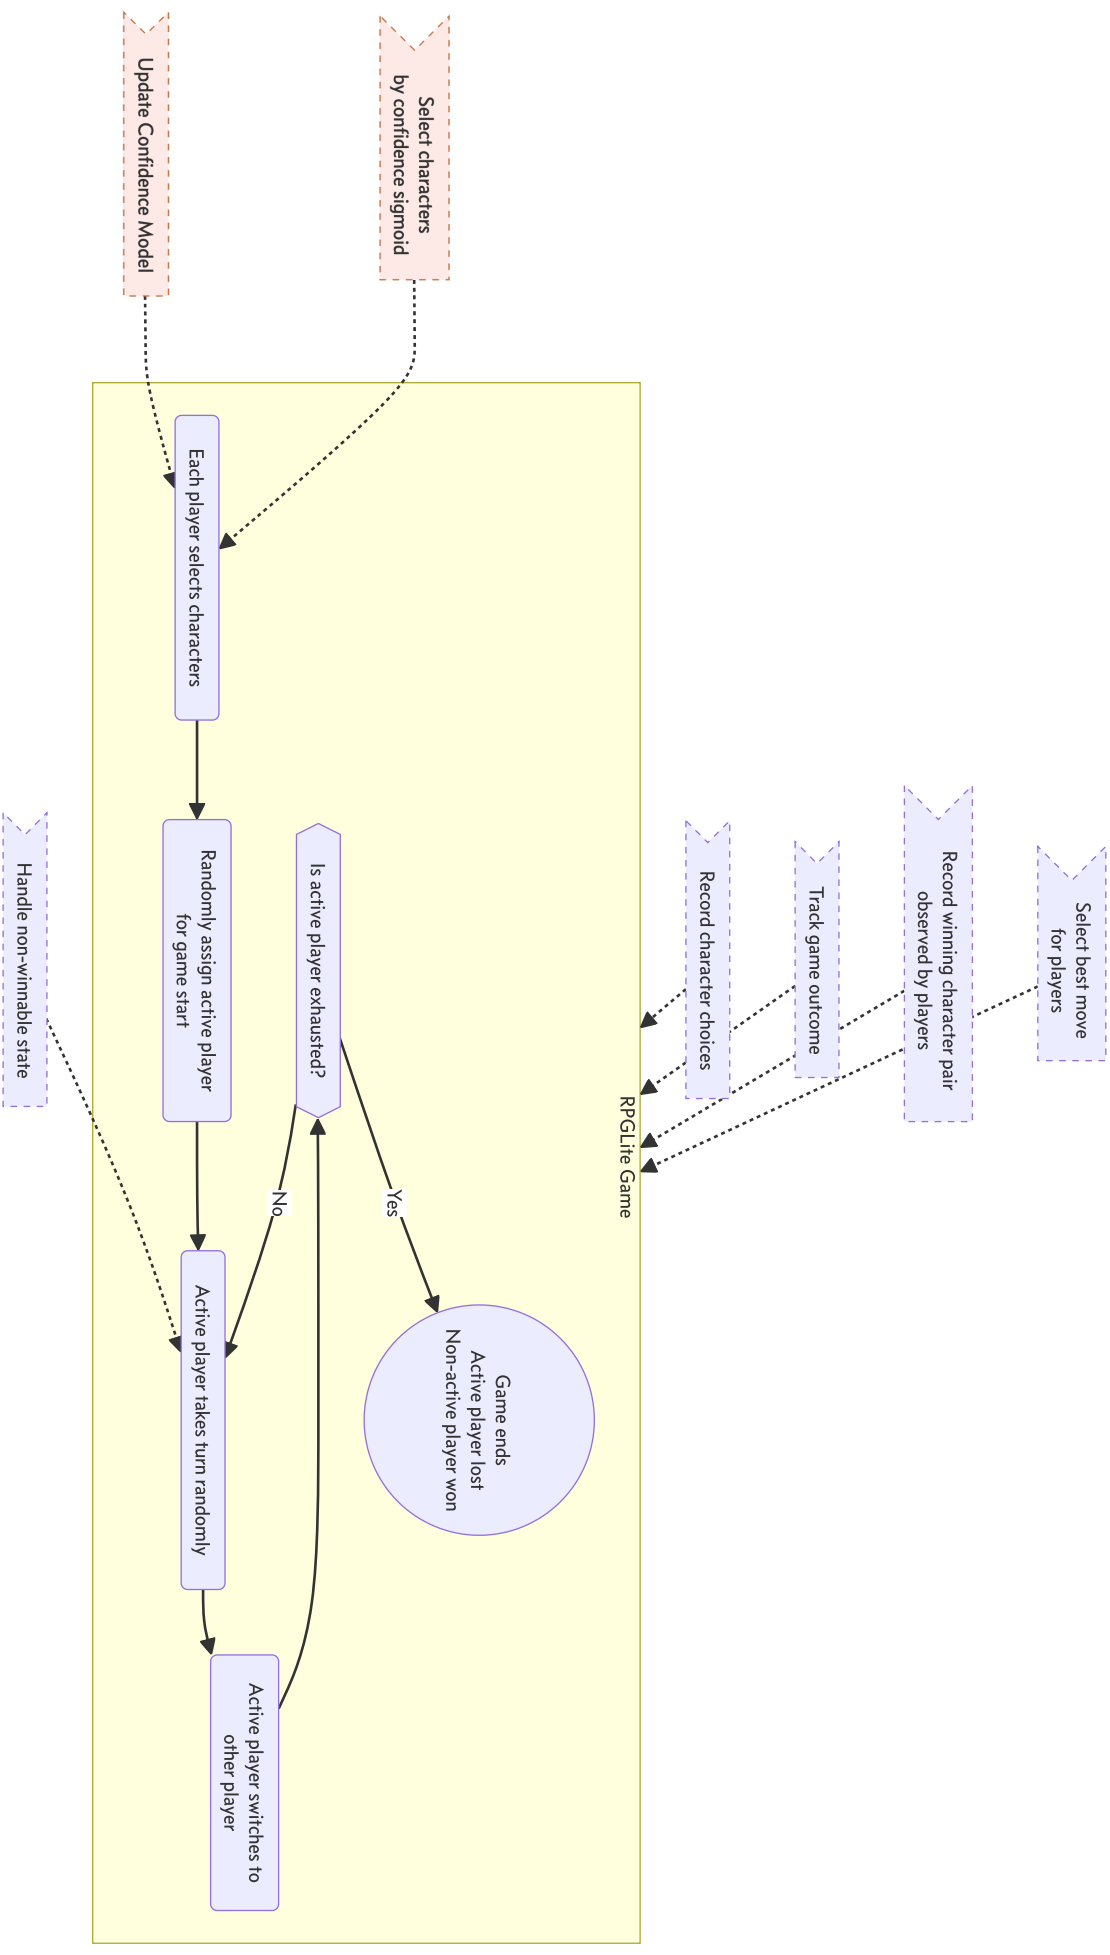 Select best move
for players
Record winning character pair
observed by players
Track game outcome
Record character choices
RPGLite Game
Select characters
by confidence sigmoid
Update Confidence Model
Each player selects characters
Randomly assign active player
for game start
Is active player exhausted?
Yes
No
Game ends
Active player lost
Non-active player won
Active player takes turn randomly
Active player switches to
other player
Handle non-winnable state